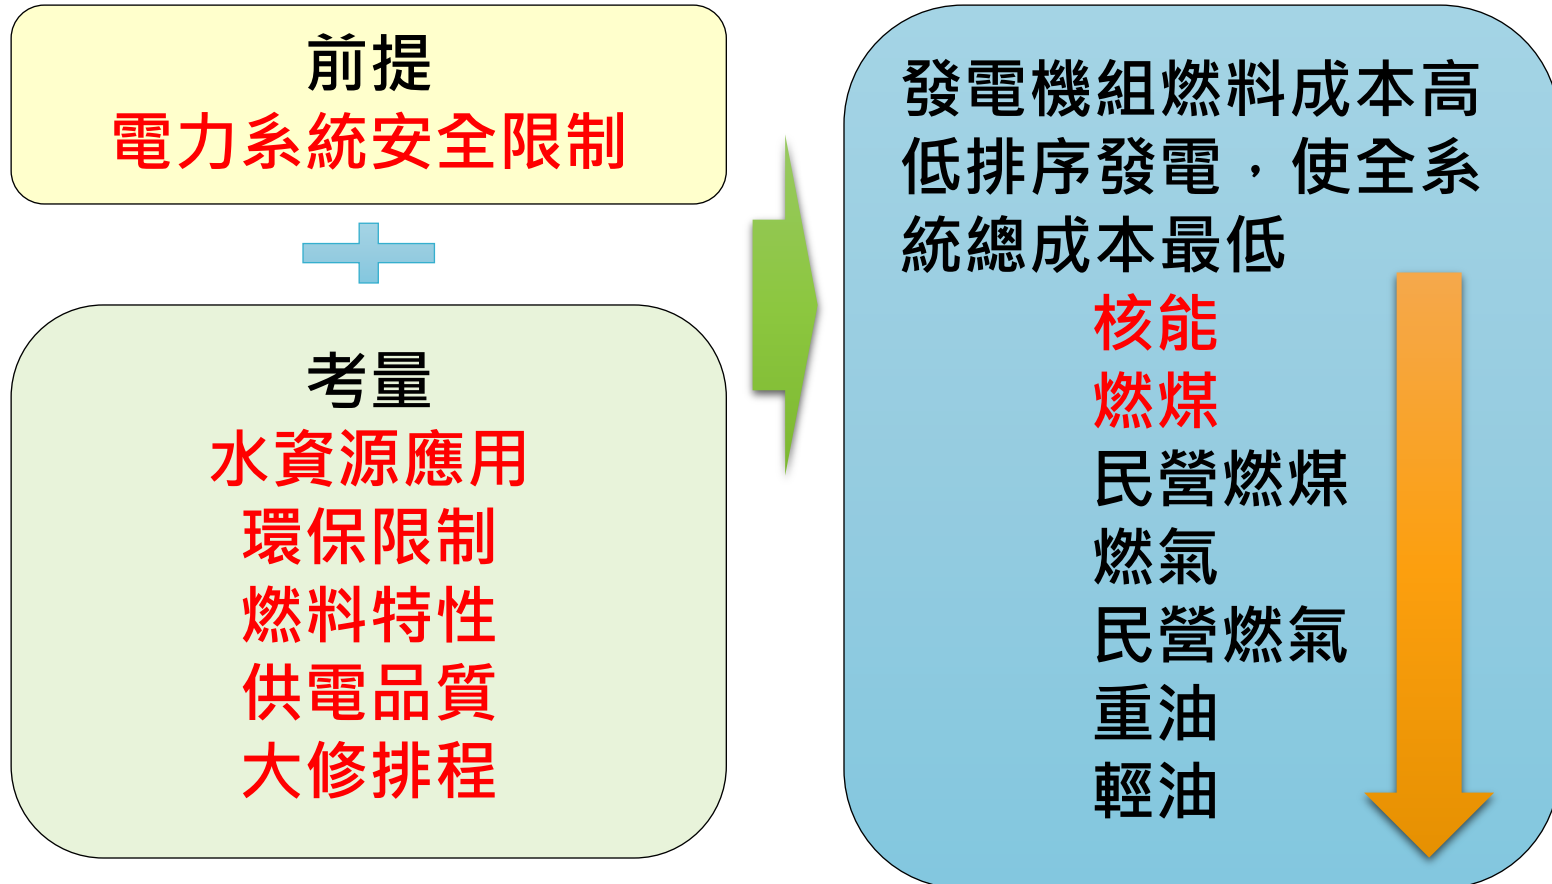 前提
電力系統安全限制
考量
水資源應用
環保限制
燃料特性
供電品質
大修排程
發電機組燃料成本高
低排序發電，使全系
統總成本最低
核能
燃煤
民營燃煤
燃氣
民營燃氣
重油
輕油